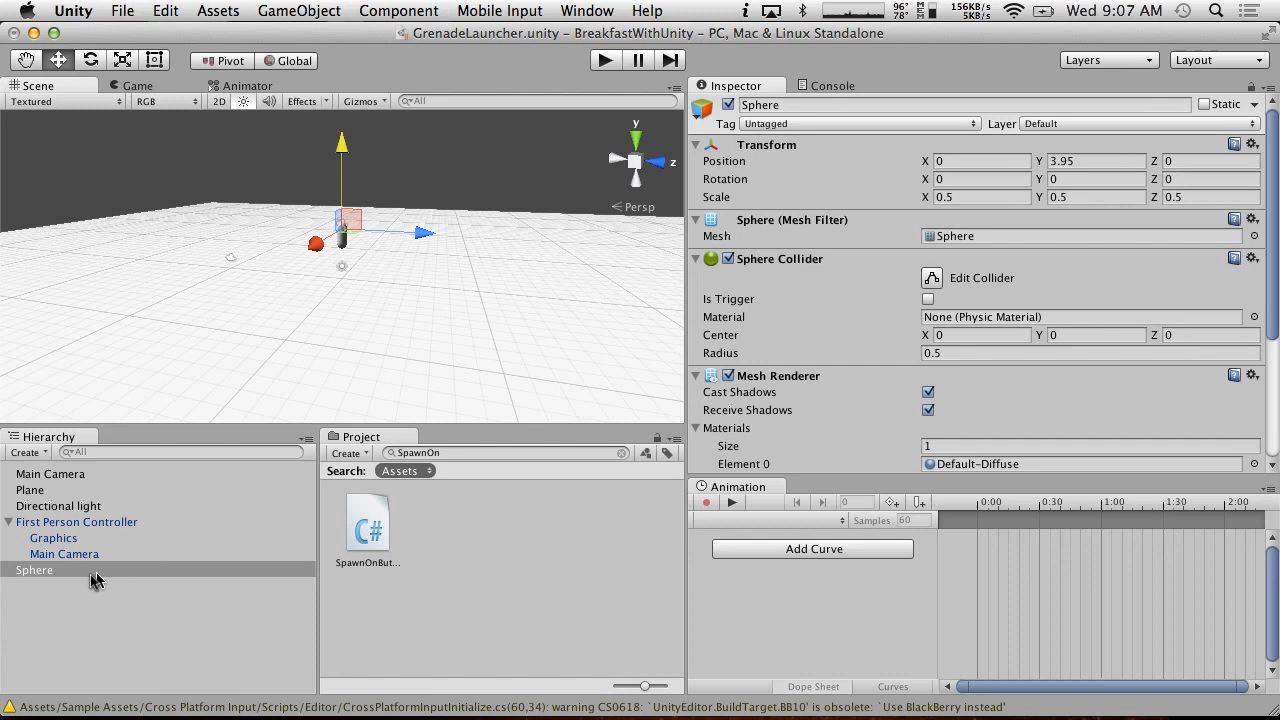 Unity File Edit Assets GameObject Component Mobile Input Window Help 96° 78° MEM 156KB/S 5KB/S Wed 9:07 AM
GrenadeLauncher.unity - BreakfastWithUnity - PC, Mac & Linux Standalone
Pivot Global Layers Layout
Scene Game Animator
Textured RGB 2D Effects Gizmos All
y
z
Persp
Inspector Console
Sphere Static
Tag Untagged Layer Default
Transform
Position X 0 Y 3.95 Z 0
Rotation X 0 Y 0 Z 0
Scale X 0.5 Y 0.5 Z 0.5
Sphere (Mesh Filter)
Mesh Sphere
Sphere Collider
Edit Collider
Is Trigger
Material None (Physic Material)
Center X 0 Y 0 Z 0
Radius 0.5
Mesh Renderer
Cast Shadows
Receive Shadows
Materials
Size 1
Element 0 Default-Diffuse
Hierarchy
Create All
Main Camera
Plane
Directional light
First Person Controller
Graphics
Main Camera
Sphere
Project
Create SpawnOn
Search: Assets
C#
SpawnOnBut...
Animation
0 0:00 0:30 1:00 1:30 2:00
Samples 60
Add Curve
Dope Sheet Curves
Assets/Sample Assets/Cross Platform Input/Scripts/Editor/CrossPlatformInputInitialize.cs(60,34): warning CS0618: `UnityEditor.BuildTarget.BB10' is obsolete: `Use BlackBerry instead'